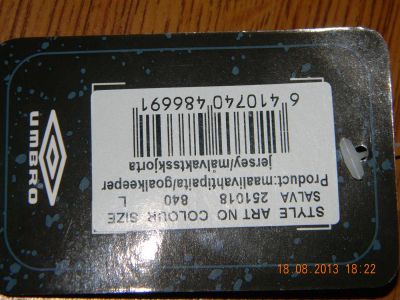 UMBRO
STYLE ART NO COLOUR SIZE
SALVA 251018 840 L
Product:maalivahtipaita/goalkeeper
jersey/målvaktsskjorta
6 410740 486691
18.08.2013 18:22